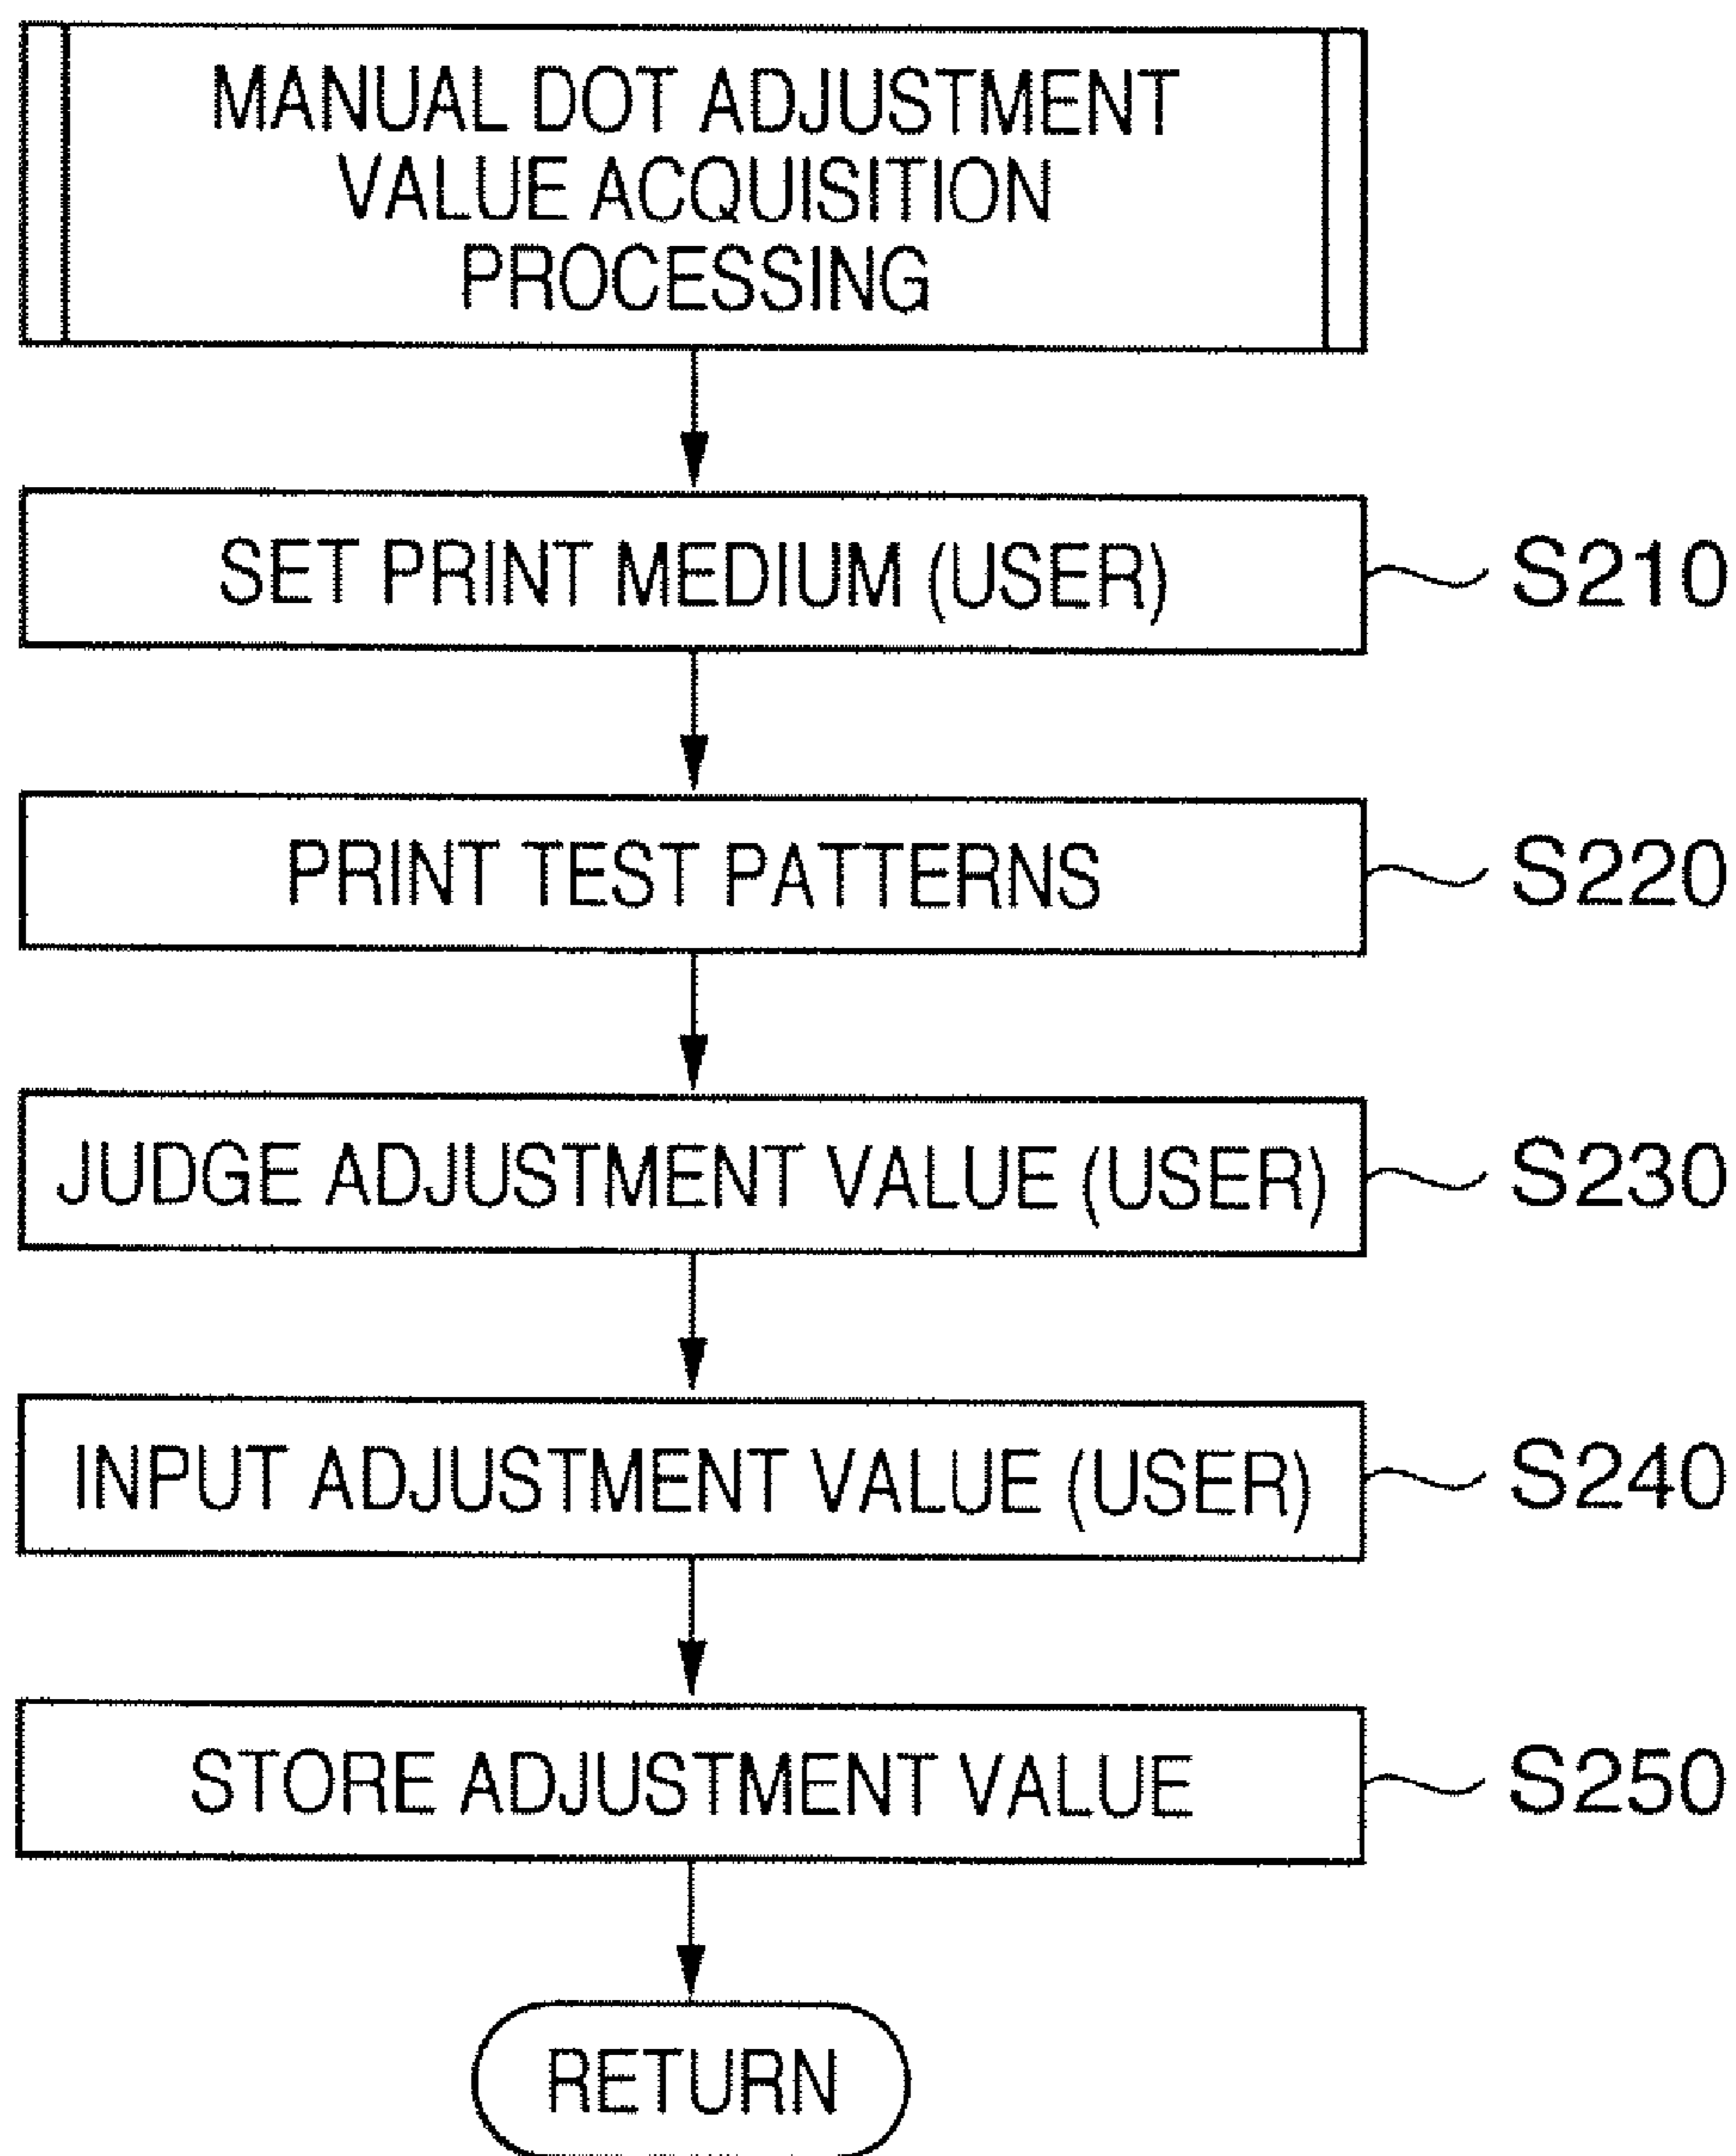 MANUAL DOT ADJUSTMENT
VALUE ACQUISITION
PROCESSING
SET PRINT MEDIUM (USER)
S210
PRINT TEST PATTERNS
S220
JUDGE ADJUSTMENT VALUE (USER)
S230
INPUT ADJUSTMENT VALUE (USER)
S240
STORE ADJUSTMENT VALUE
S250
RETURN